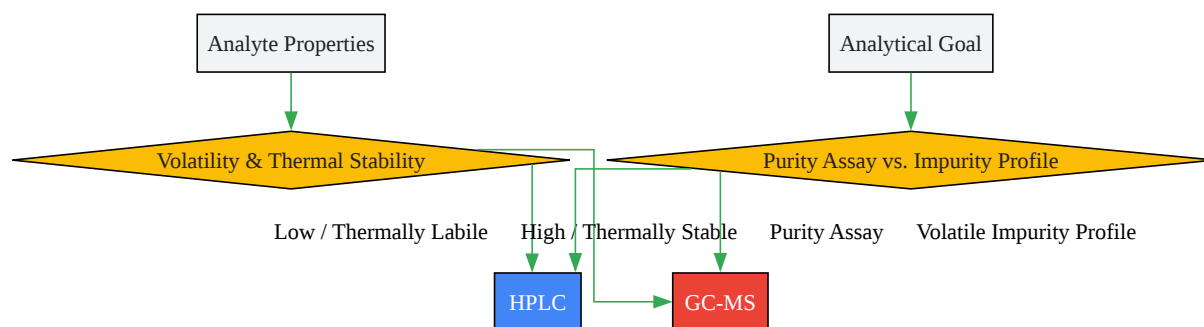 Analyte Properties
Analytical Goal
Volatility & Thermal Stability
Purity Assay vs. Impurity Profile
Low / Thermally Labile
High / Thermally Stable
Purity Assay
Volatile Impurity Profile
HPLC
GC-MS